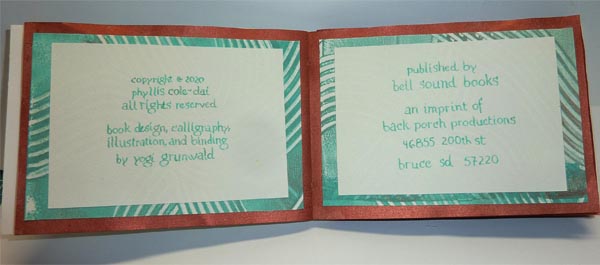 copyright © 2020
phyllis cole-dai
all rights reserved
book design, calligraphy,
illustration, and binding
by yogi grunwald
published by
bell sound books
an imprint of
back porch productions
46855 200th st
bruce sd 57220